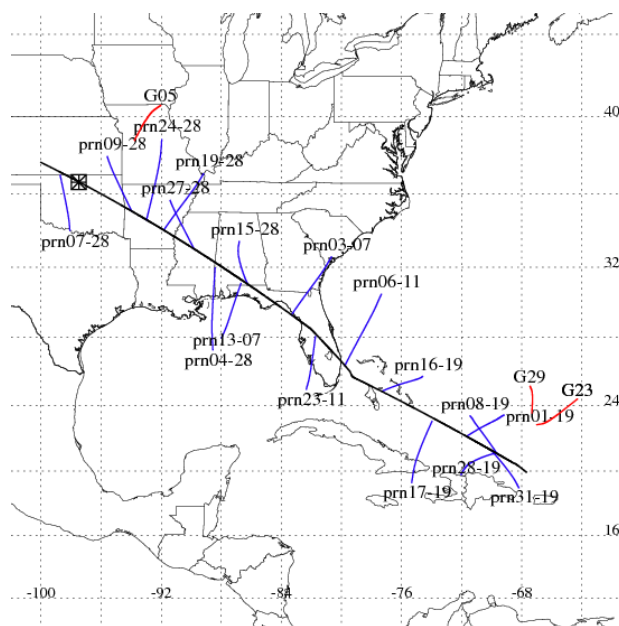 G05
prn24-28
40
prn09-28
prn19-28
prn27-28
prn15-28
prn07-28
prn03-07
32
prn06-11
prn13-07
prn04-28
prn16-19
G29
G23
prn23-11
24
prn08-19
prn01-19
prn28-19
prn17-19
prn31-19
16
-100
-92
-84
-76
-68